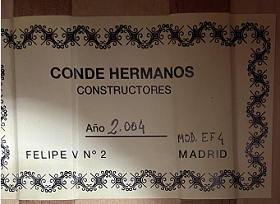 CONDE HERMANOS
CONSTRUCTORES
Año 2.004
MOD. EF4
FELIPE V Nº 2 MADRID